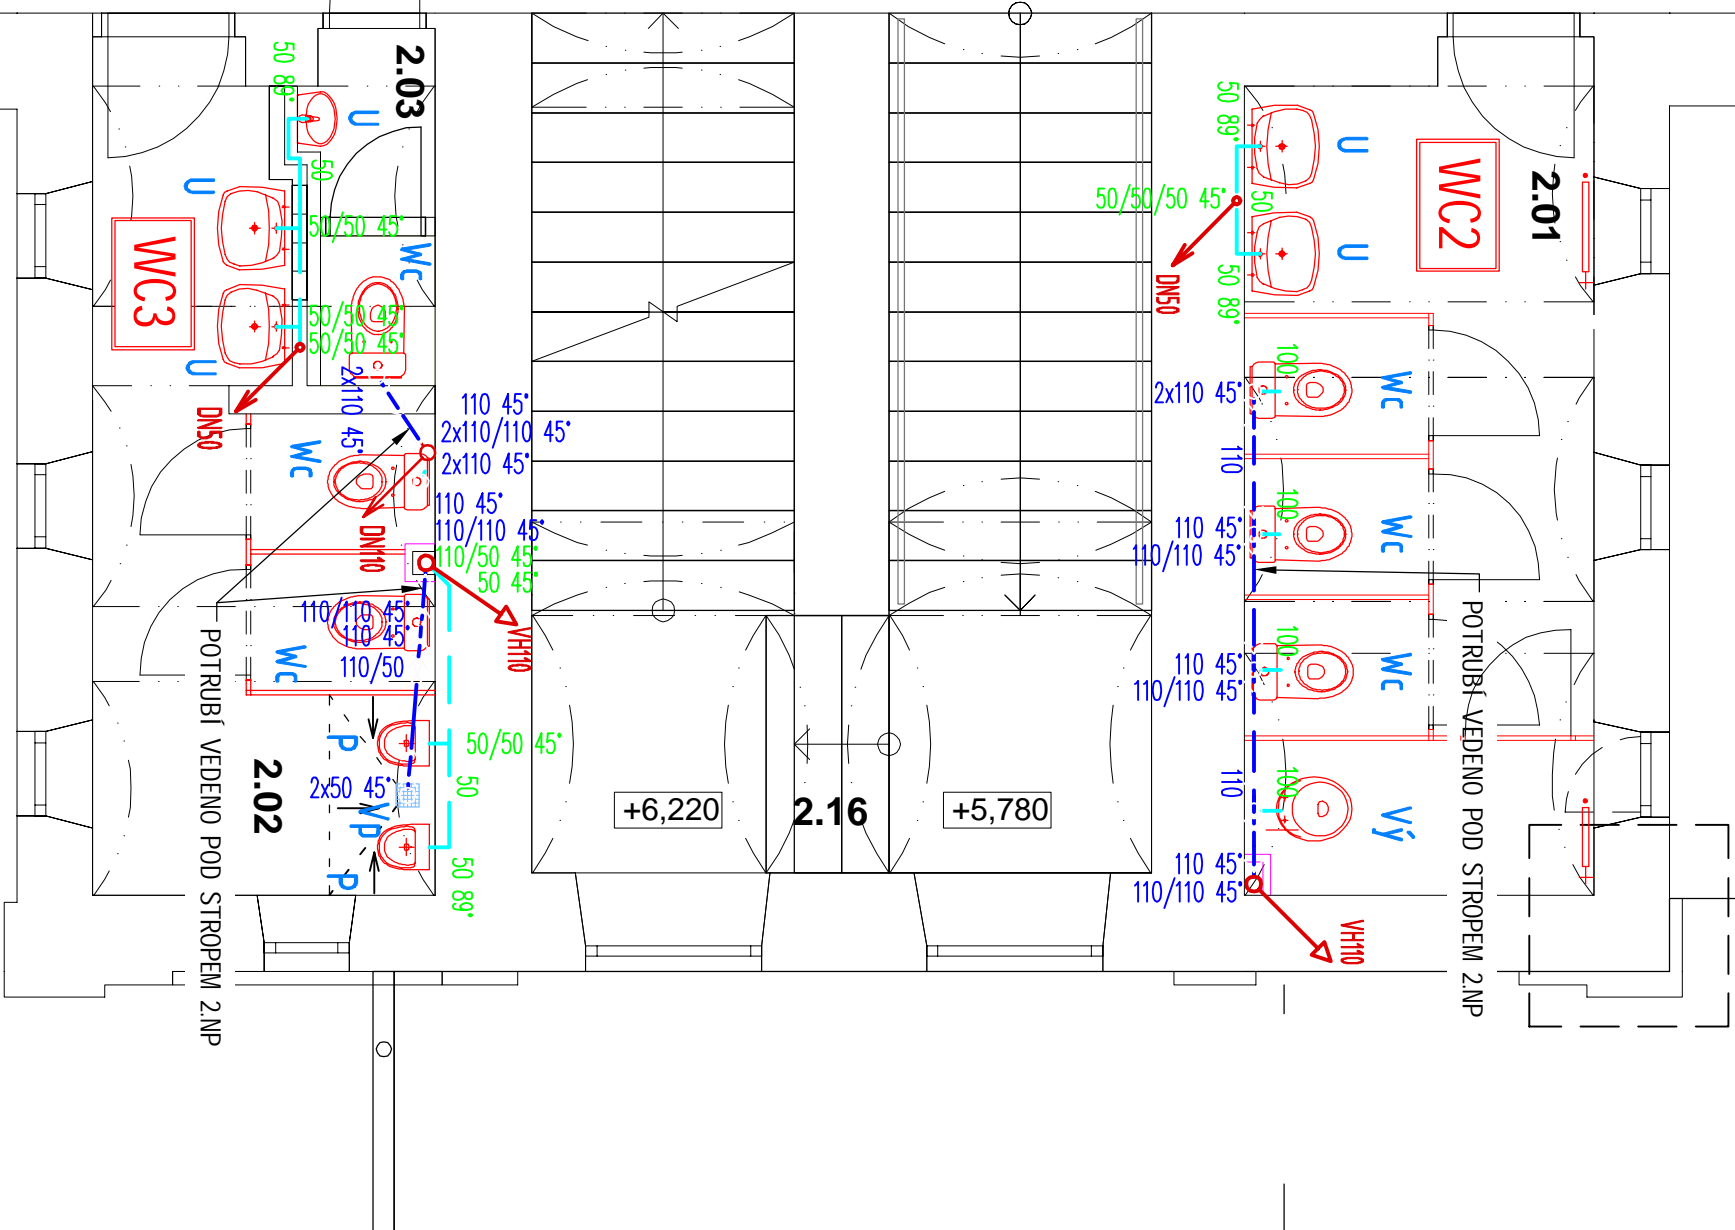 2.03
50 89°
U
50
U
50/50 45°
WC3
Wc
50/50 45°
50/50 45°
U
DN50
2x110 45°
110 45°
2x110/110 45°
2x110 45°
Wc
110 45°
110/110 45°
DN110
110/50 45°
50 45°
110/110 45°
110 45°
110/50
VH110
Wc
POTRUBÍ VEDENO POD STROPEM 2.NP
P
50/50 45°
2x50 45°
50
Vp
2.02
P
50 89°
+6,220
2.16
+5,780
50 89°
U
2.01
WC2
50/50/50 45°
50
U
DN50
50 89°
100
Wc
2x110 45°
110
100
Wc
110 45°
110/110 45°
POTRUBÍ VEDENO POD STROPEM 2.NP
100
Wc
110 45°
110/110 45°
110
100
Vý
110 45°
110/110 45°
VH110